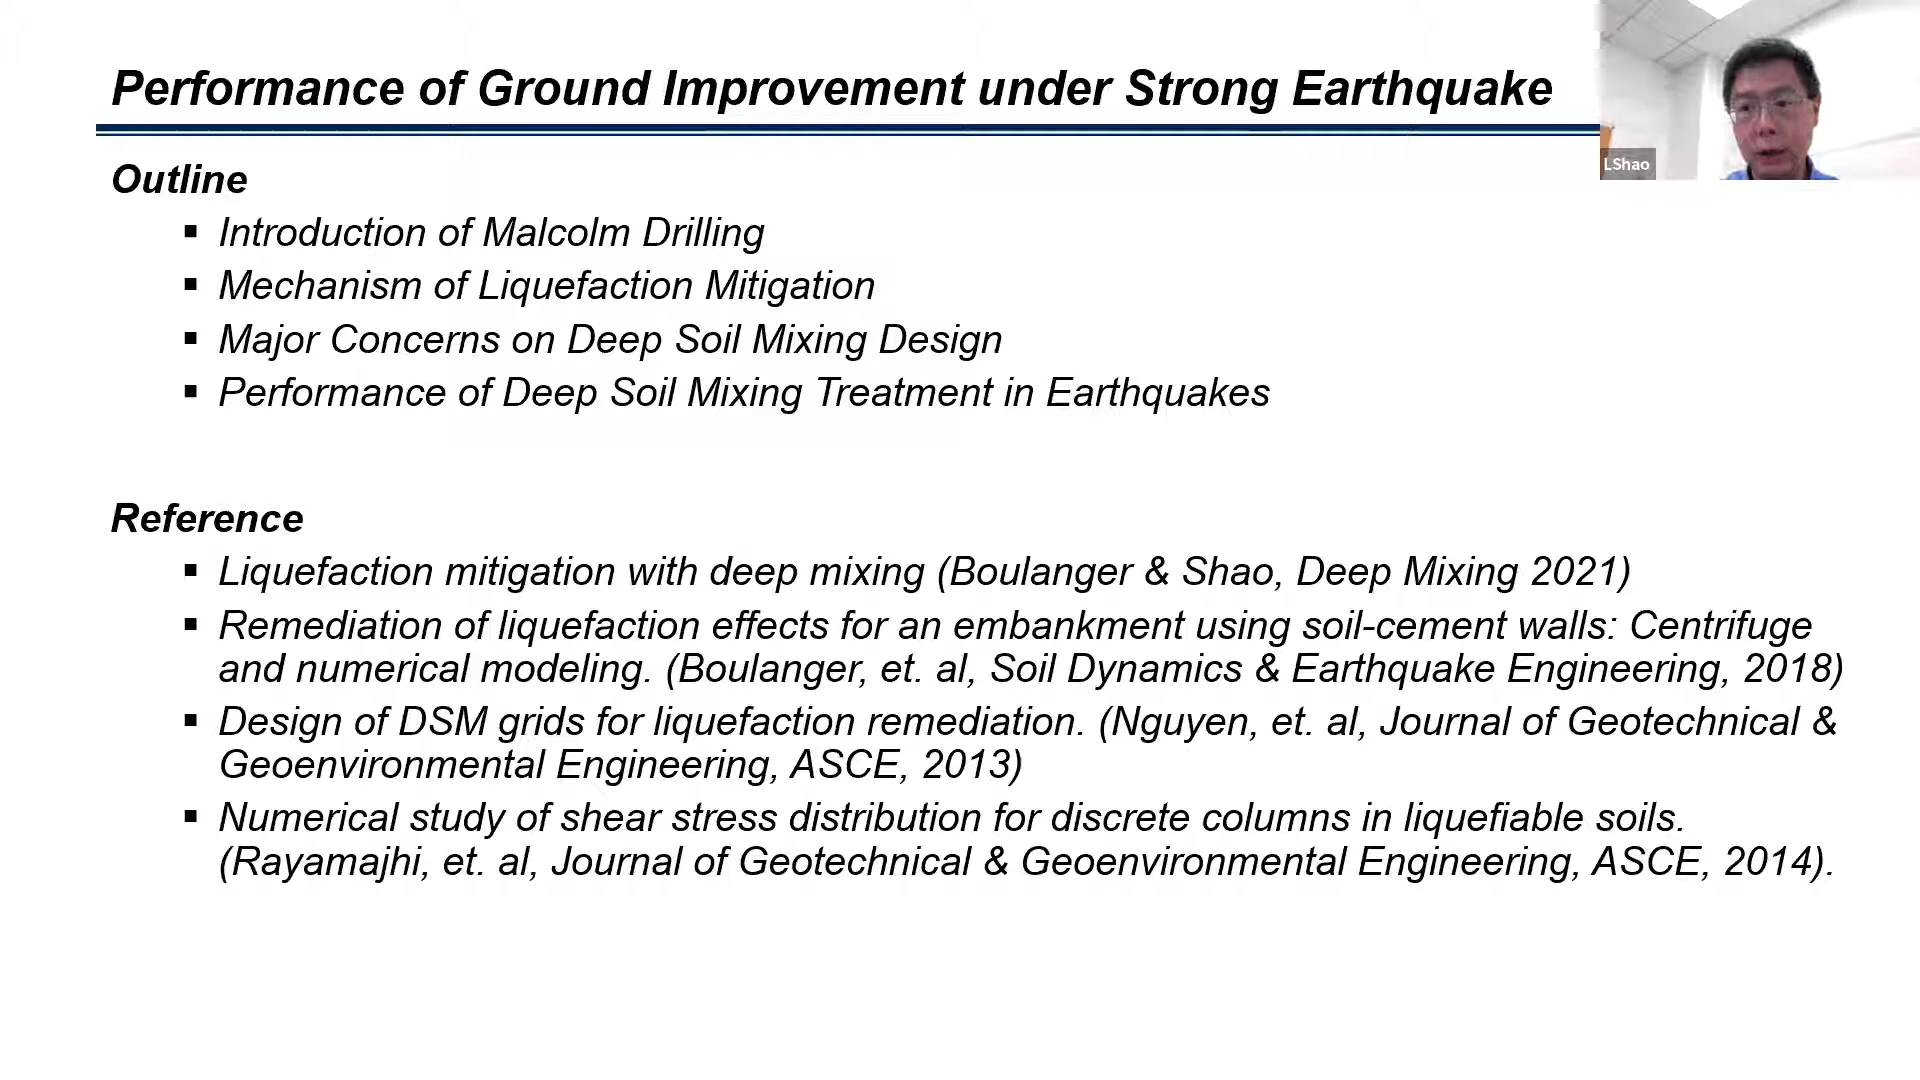 Performance of Ground Improvement under Strong Earthquake
LShao
Outline
▪ Introduction of Malcolm Drilling
▪ Mechanism of Liquefaction Mitigation
▪ Major Concerns on Deep Soil Mixing Design
▪ Performance of Deep Soil Mixing Treatment in Earthquakes
Reference
▪ Liquefaction mitigation with deep mixing (Boulanger & Shao, Deep Mixing 2021)
▪ Remediation of liquefaction effects for an embankment using soil-cement walls: Centrifuge
and numerical modeling. (Boulanger, et. al, Soil Dynamics & Earthquake Engineering, 2018)
▪ Design of DSM grids for liquefaction remediation. (Nguyen, et. al, Journal of Geotechnical &
Geoenvironmental Engineering, ASCE, 2013)
▪ Numerical study of shear stress distribution for discrete columns in liquefiable soils.
(Rayamajhi, et. al, Journal of Geotechnical & Geoenvironmental Engineering, ASCE, 2014).